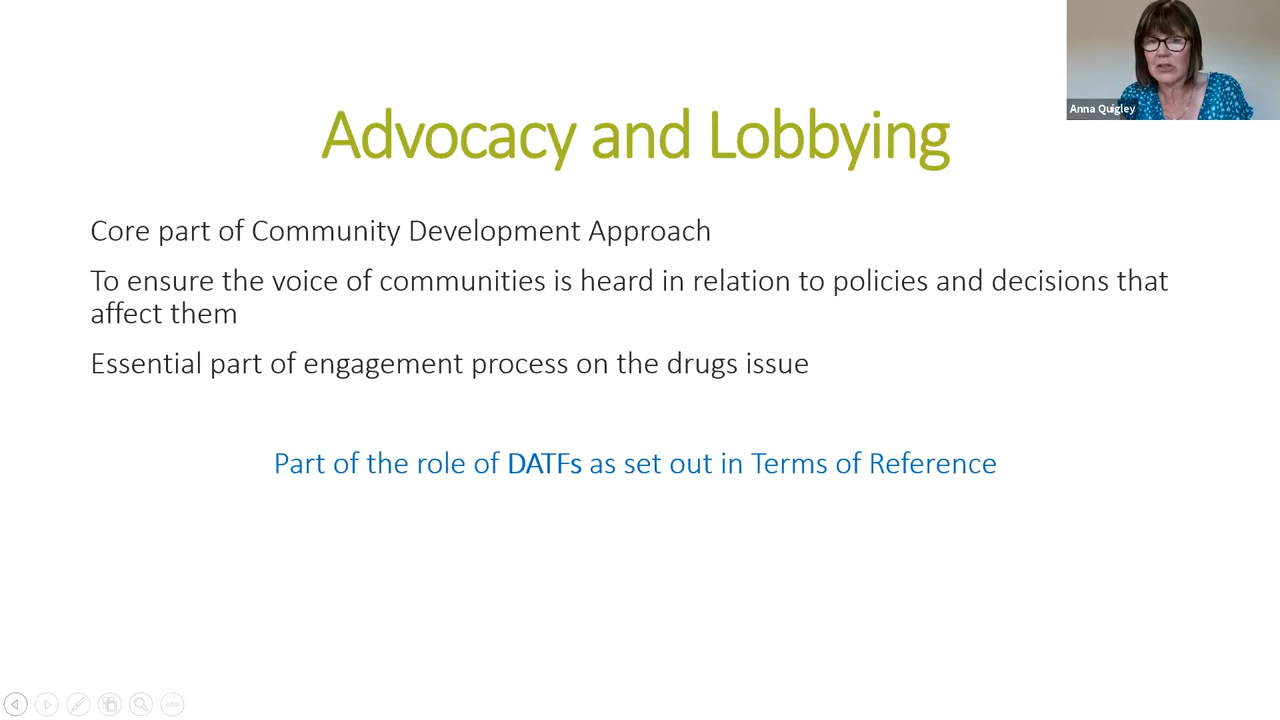 Anna Quigley
Advocacy and Lobbying
Core part of Community Development Approach
To ensure the voice of communities is heard in relation to policies and decisions that
affect them
Essential part of engagement process on the drugs issue
Part of the role of DATFs as set out in Terms of Reference